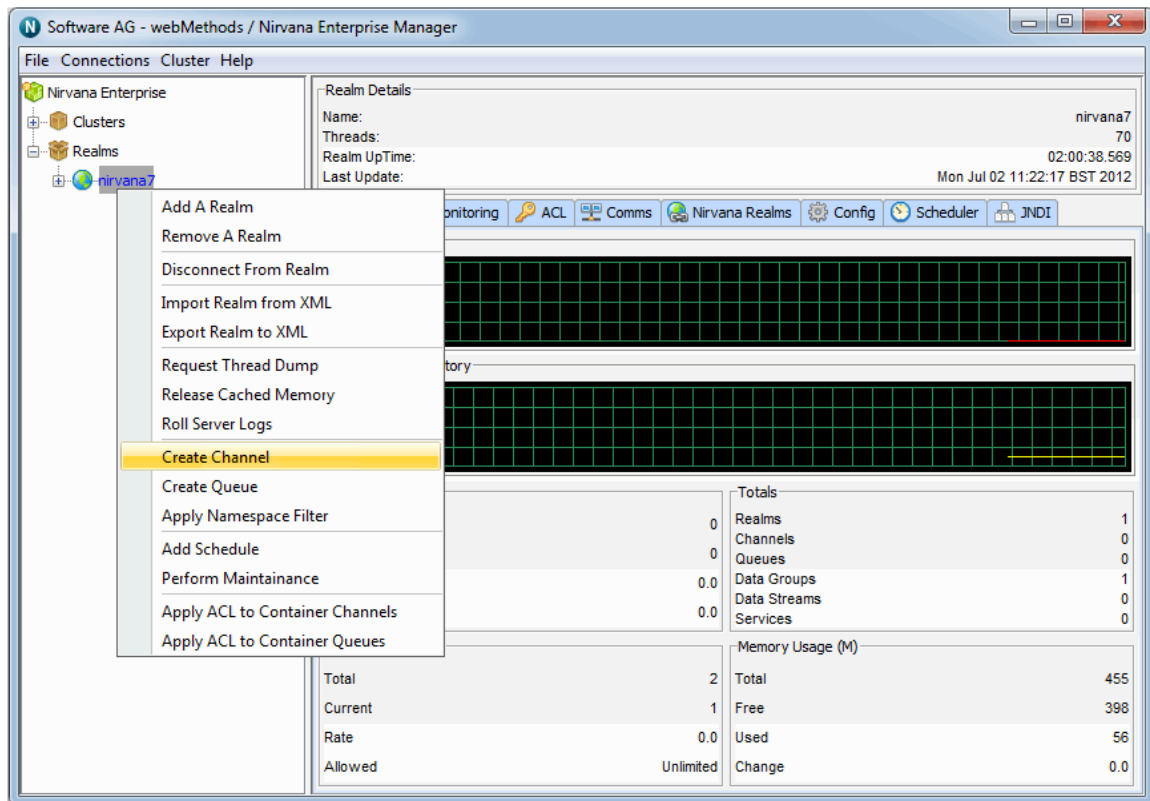 Software AG - webMethods / Nirvana Enterprise Manager
File Connections Cluster Help
Nirvana Enterprise
Clusters
Realms
nirvana7
Realm Details
Name: nirvana7
Threads: 70
Realm UpTime: 02:00:38.569
Last Update: Mon Jul 02 11:22:17 BST 2012
onitoring ACL Comms Nirvana Realms Config Scheduler JNDI
Add A Realm
Remove A Realm
Disconnect From Realm
Import Realm from XML
Export Realm to XML
Request Thread Dump
Release Cached Memory
Roll Server Logs
Create Channel
Create Queue
Apply Namespace Filter
Add Schedule
Perform Maintainance
Apply ACL to Container Channels
Apply ACL to Container Queues
tory
0
0
0.0
0.0
Totals
Realms 1
Channels 0
Queues 0
Data Groups 1
Data Streams 0
Services 0
Total 2
Current 1
Rate 0.0
Allowed Unlimited
Memory Usage (M)
Total 455
Free 398
Used 56
Change 0.0